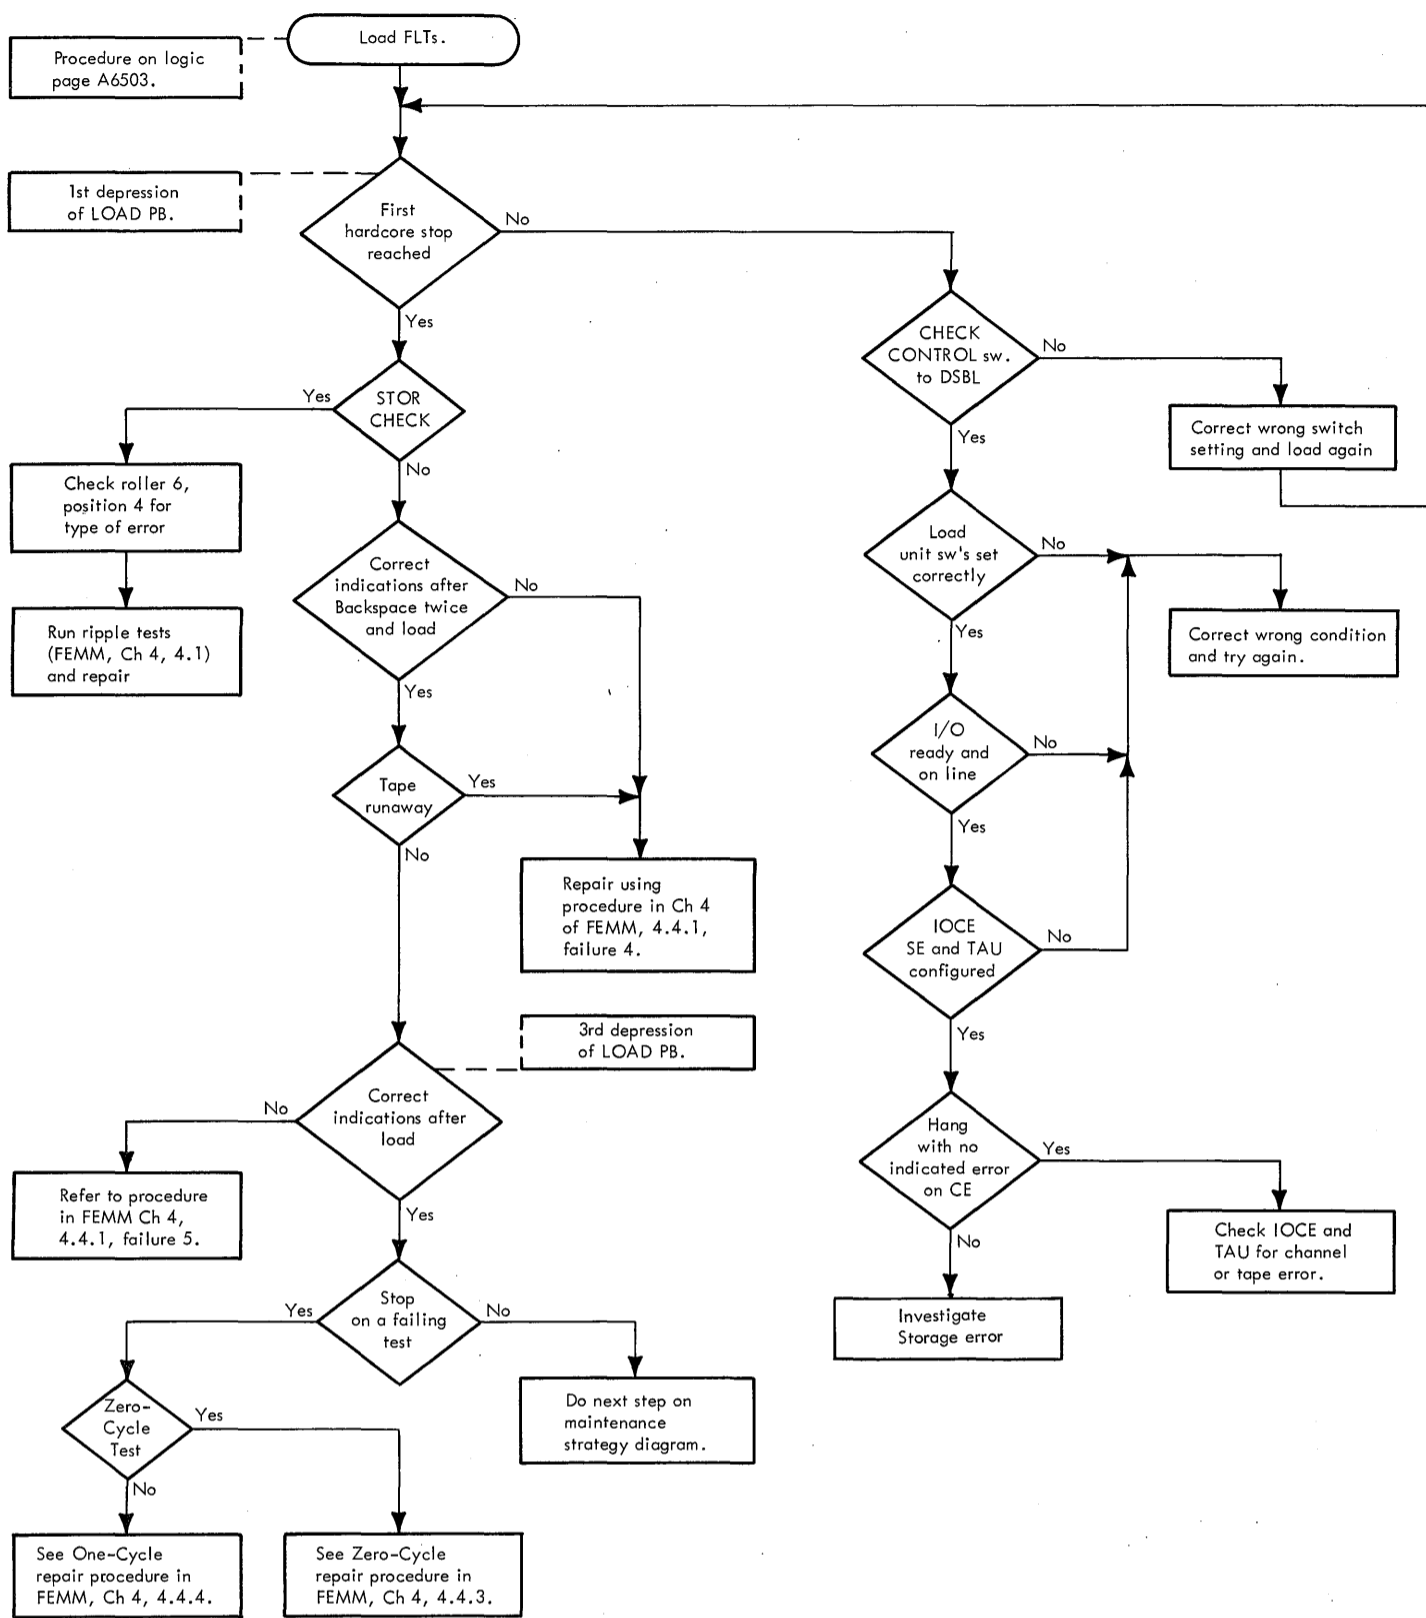 Load FLTs.
Procedure on logic
page A6503.
1st depression
of LOAD PB.
First
hardcore stop
reached
No
Yes
CHECK
CONTROL sw.
to DSBL
No
Yes
Correct wrong switch
setting and load again
STOR
CHECK
Yes
No
Check roller 6,
position 4 for
type of error
Run ripple tests
(FEMM, Ch 4, 4.1)
and repair
Correct
indications after
Backspace twice
and load
No
Yes
Load
unit sw's set
correctly
No
Yes
Correct wrong condition
and try again.
Tape
runaway
Yes
No
I/O
ready and
on line
No
Yes
Repair using
procedure in Ch 4
of FEMM, 4.4.1,
failure 4.
IOCE
SE and TAU
configured
No
Yes
3rd depression
of LOAD PB.
Correct
indications after
load
No
Yes
Refer to procedure
in FEMM Ch 4,
4.4.1, failure 5.
Hang
with no
indicated error
on CE
Yes
No
Check IOCE and
TAU for channel
or tape error.
Investigate
Storage error
Stop
on a failing
test
Yes
No
Do next step on
maintenance
strategy diagram.
Zero-
Cycle
Test
Yes
No
See One-Cycle
repair procedure in
FEMM, Ch 4, 4.4.4.
See Zero-Cycle
repair procedure in
FEMM, Ch 4, 4.4.3.